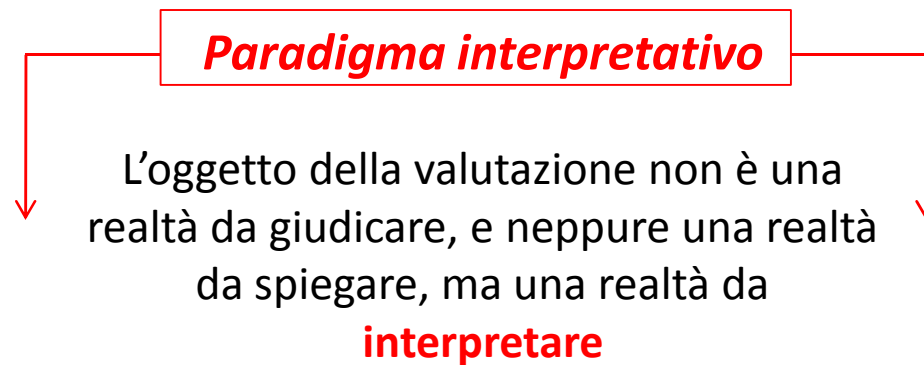 Paradigma interpretativo
L’oggetto della valutazione non è una
realtà da giudicare, e neppure una realtà
da spiegare, ma una realtà da
interpretare